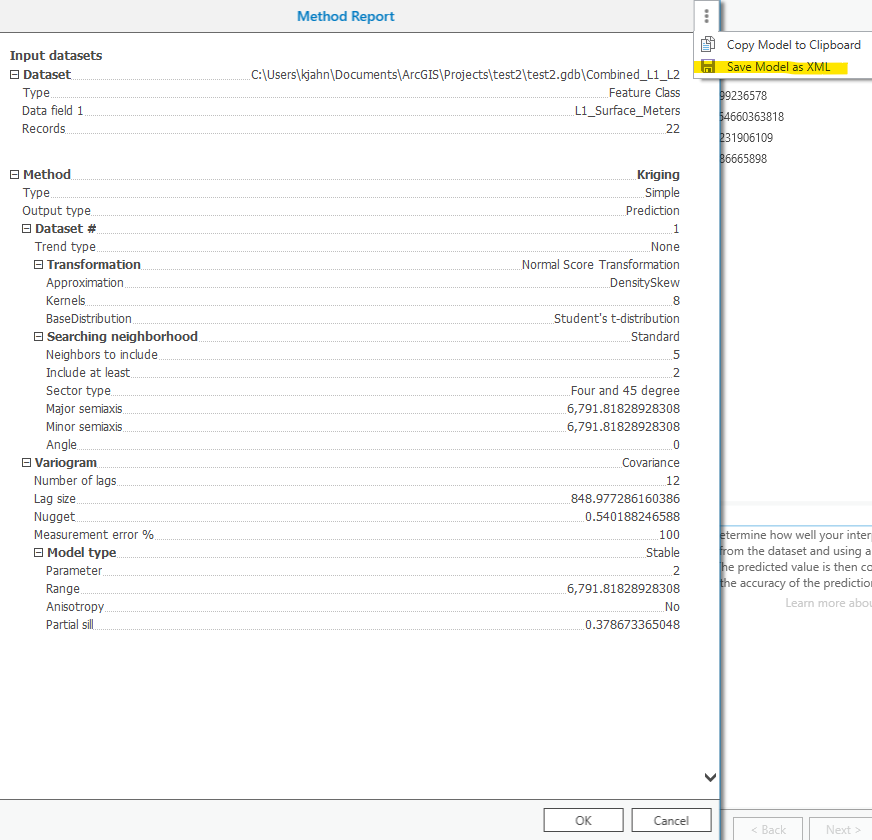 Method Report
Copy Model to Clipboard
Save Model as XML
Input datasets
Dataset C:\Users\kjahn\Documents\ArcGIS\Projects\test2\test2.gdb\Combined_L1_L2
Type Feature Class
Data field 1 L1_Surface_Meters
Records 22
99236578
54660363818
231906109
86665898
Method Kriging
Type Simple
Output type Prediction
Dataset # 1
Trend type None
Transformation Normal Score Transformation
Approximation DensitySkew
Kernels 8
BaseDistribution Student's t-distribution
Searching neighborhood Standard
Neighbors to include 5
Include at least 2
Sector type Four and 45 degree
Major semiaxis 6,791.81828928308
Minor semiaxis 6,791.81828928308
Angle 0
Variogram Covariance
Number of lags 12
Lag size 848.977286160386
Nugget 0.540188246588
Measurement error % 100
Model type Stable
Parameter 2
Range 6,791.81828928308
Anisotropy No
Partial sill 0.378673365048
etermine how well your interp
from the dataset and using a
he predicted value is then co
the accuracy of the prediction
Learn more abou
OK
Cancel
< Back
Next >